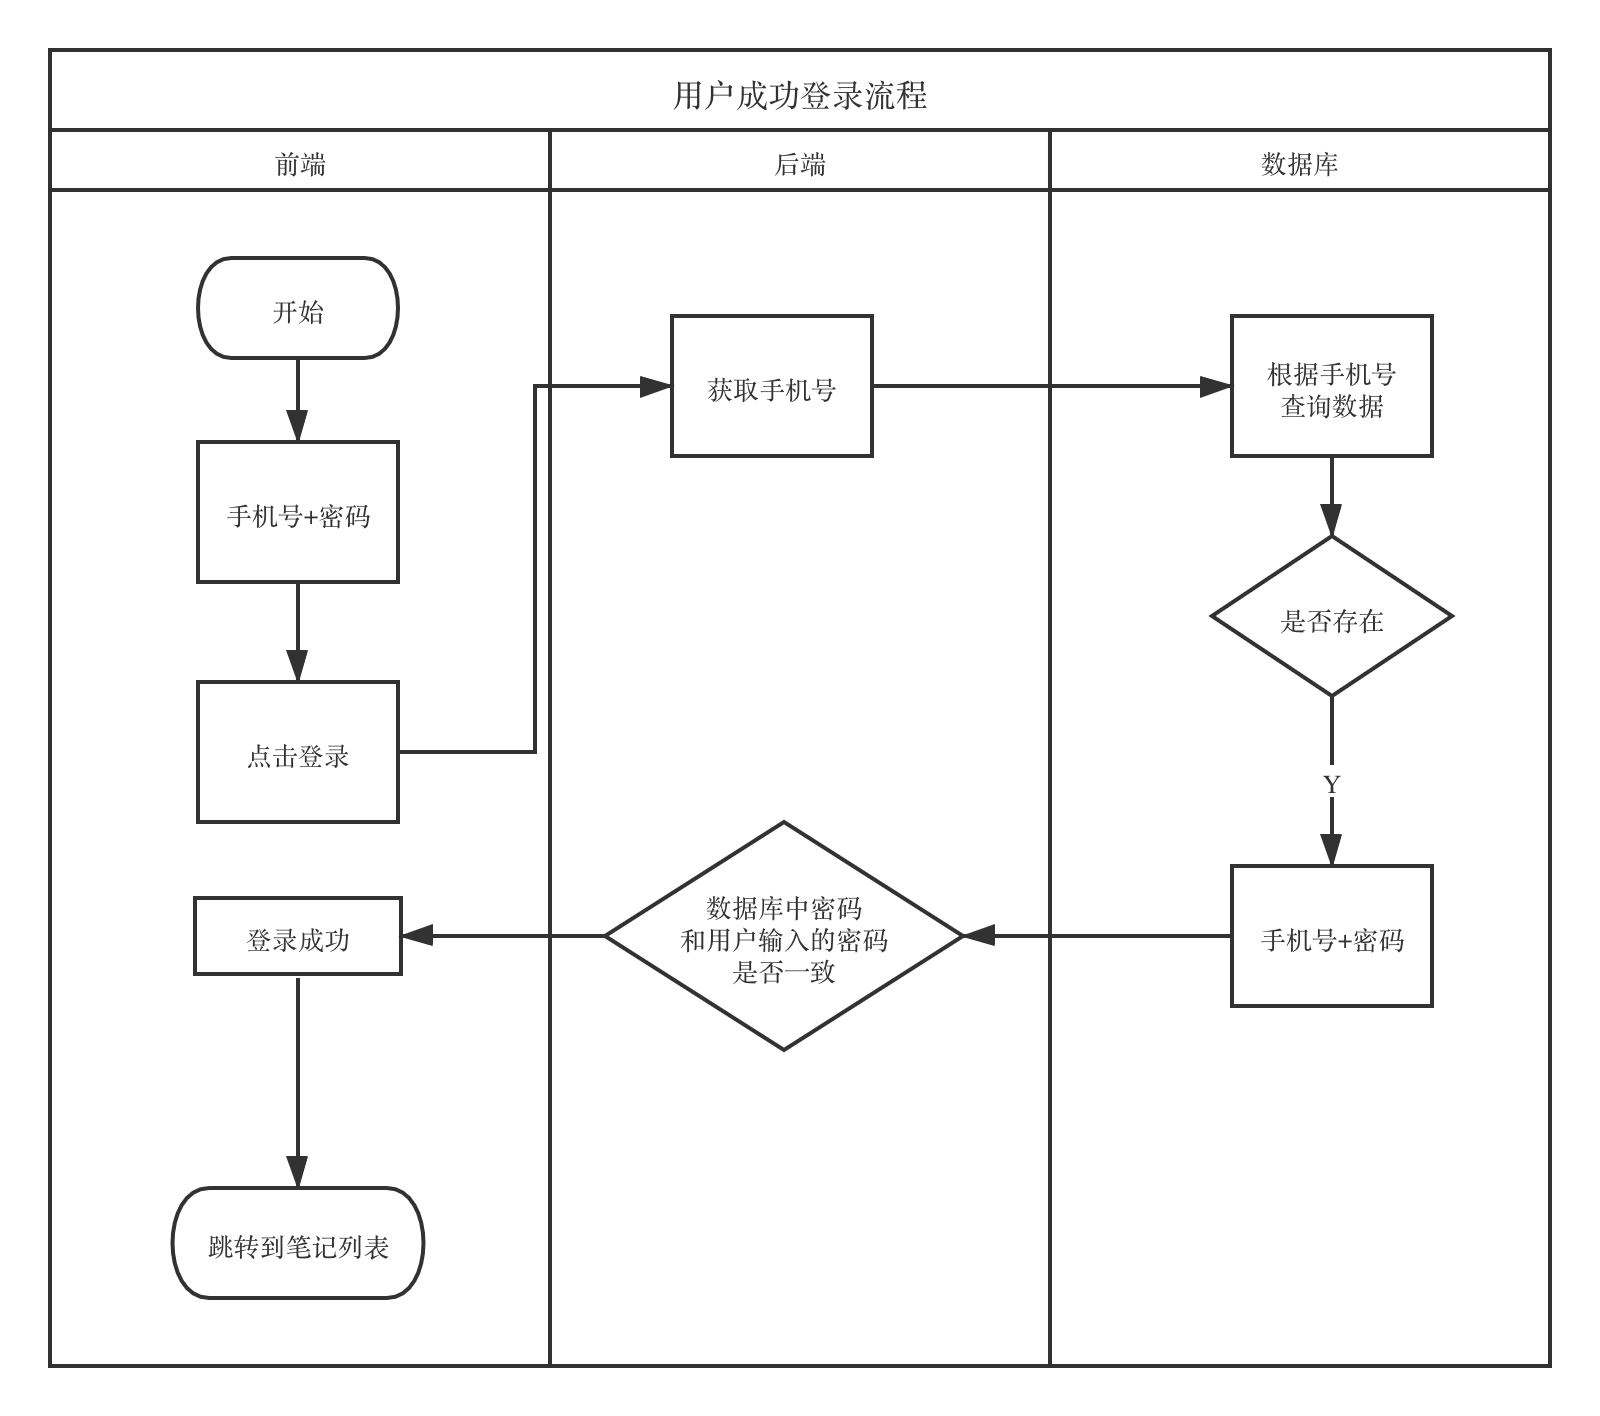 用户成功登录流程
前端
后端
数据库
开始
手机号+密码
点击登录
获取手机号
根据手机号
查询数据
是否存在
Y
手机号+密码
数据库中密码
和用户输入的密码
是否一致
登录成功
跳转到笔记列表